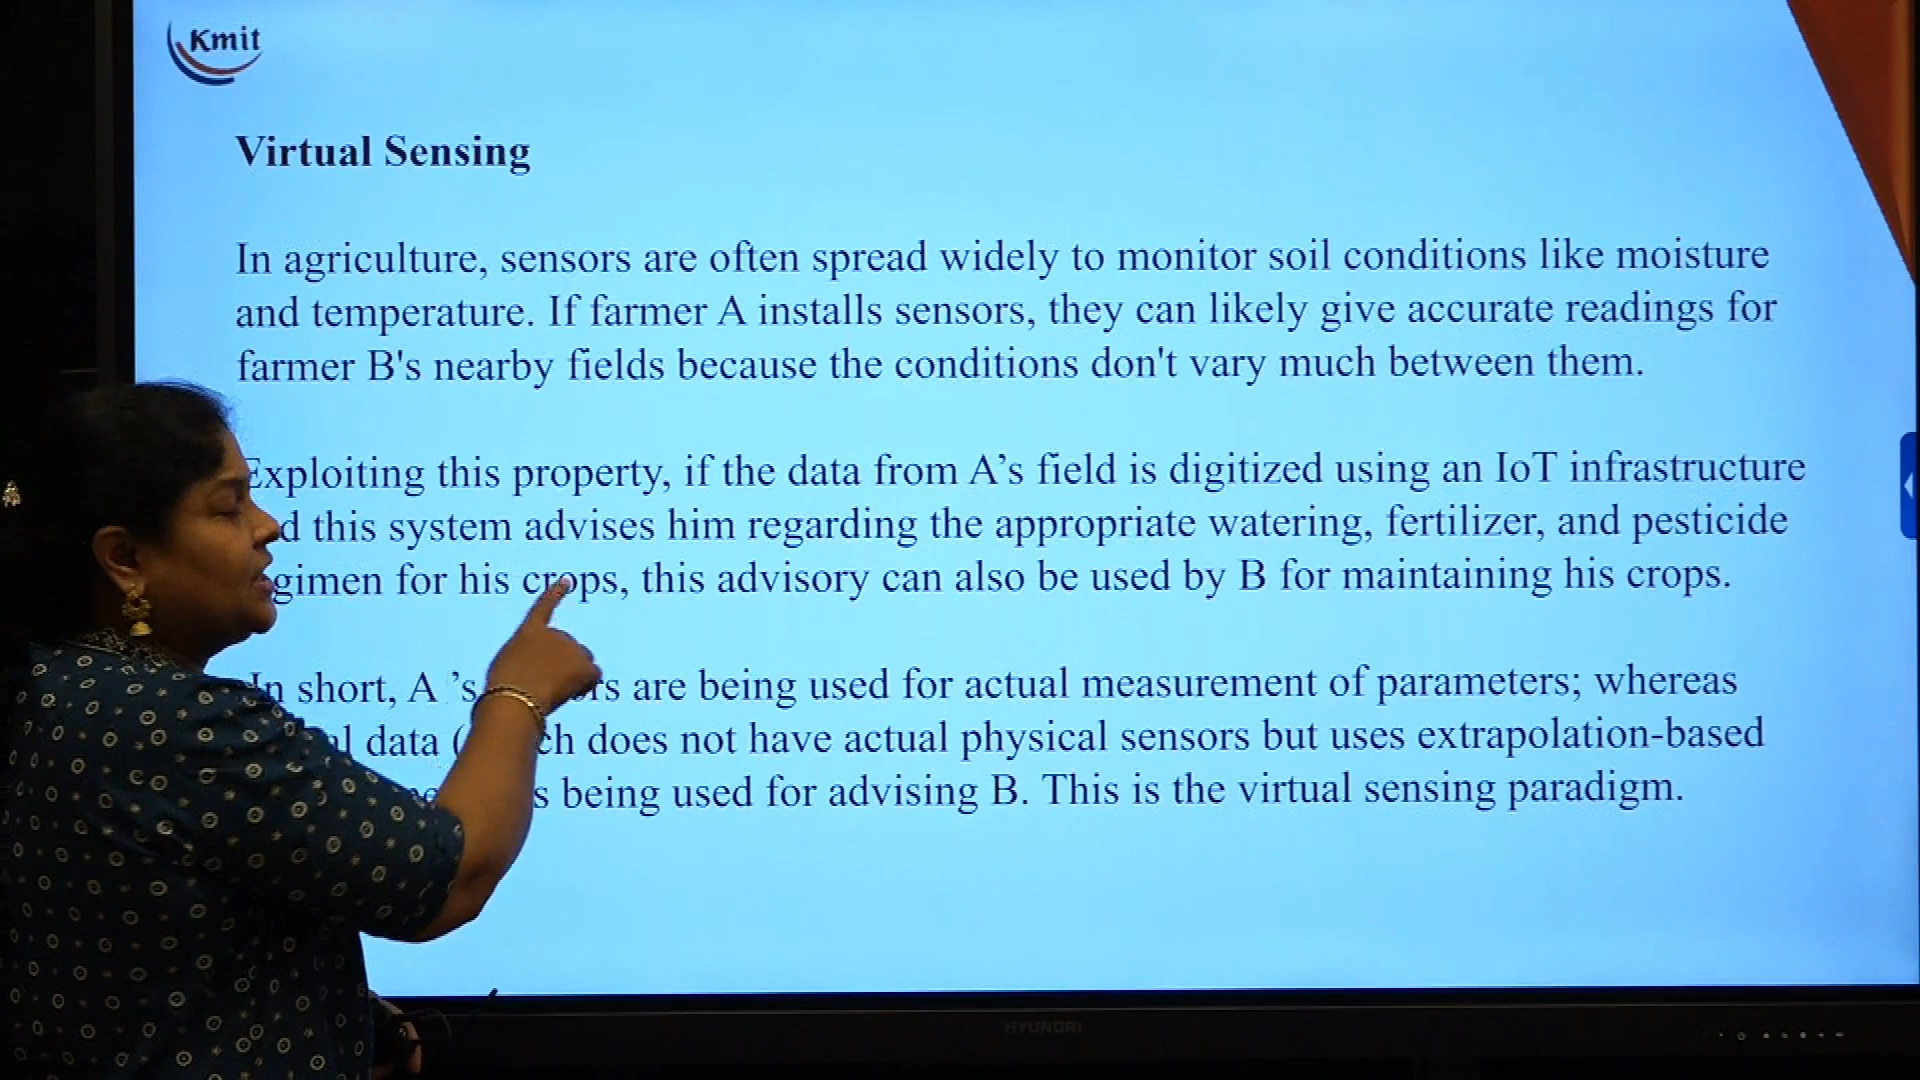 Kmit
Virtual Sensing
In agriculture, sensors are often spread widely to monitor soil conditions like moisture
and temperature. If farmer A installs sensors, they can likely give accurate readings for
farmer B's nearby fields because the conditions don't vary much between them.
Exploiting this property, if the data from A’s field is digitized using an IoT infrastructure
this system advises him regarding the appropriate watering, fertilizer, and pesticide
for his crops, this advisory can also be used by B for maintaining his crops.
In short, A ’s are being used for actual measurement of parameters; whereas
data ( does not have actual physical sensors but uses extrapolation-based
being used for advising B. This is the virtual sensing paradigm.
HYUNDAI